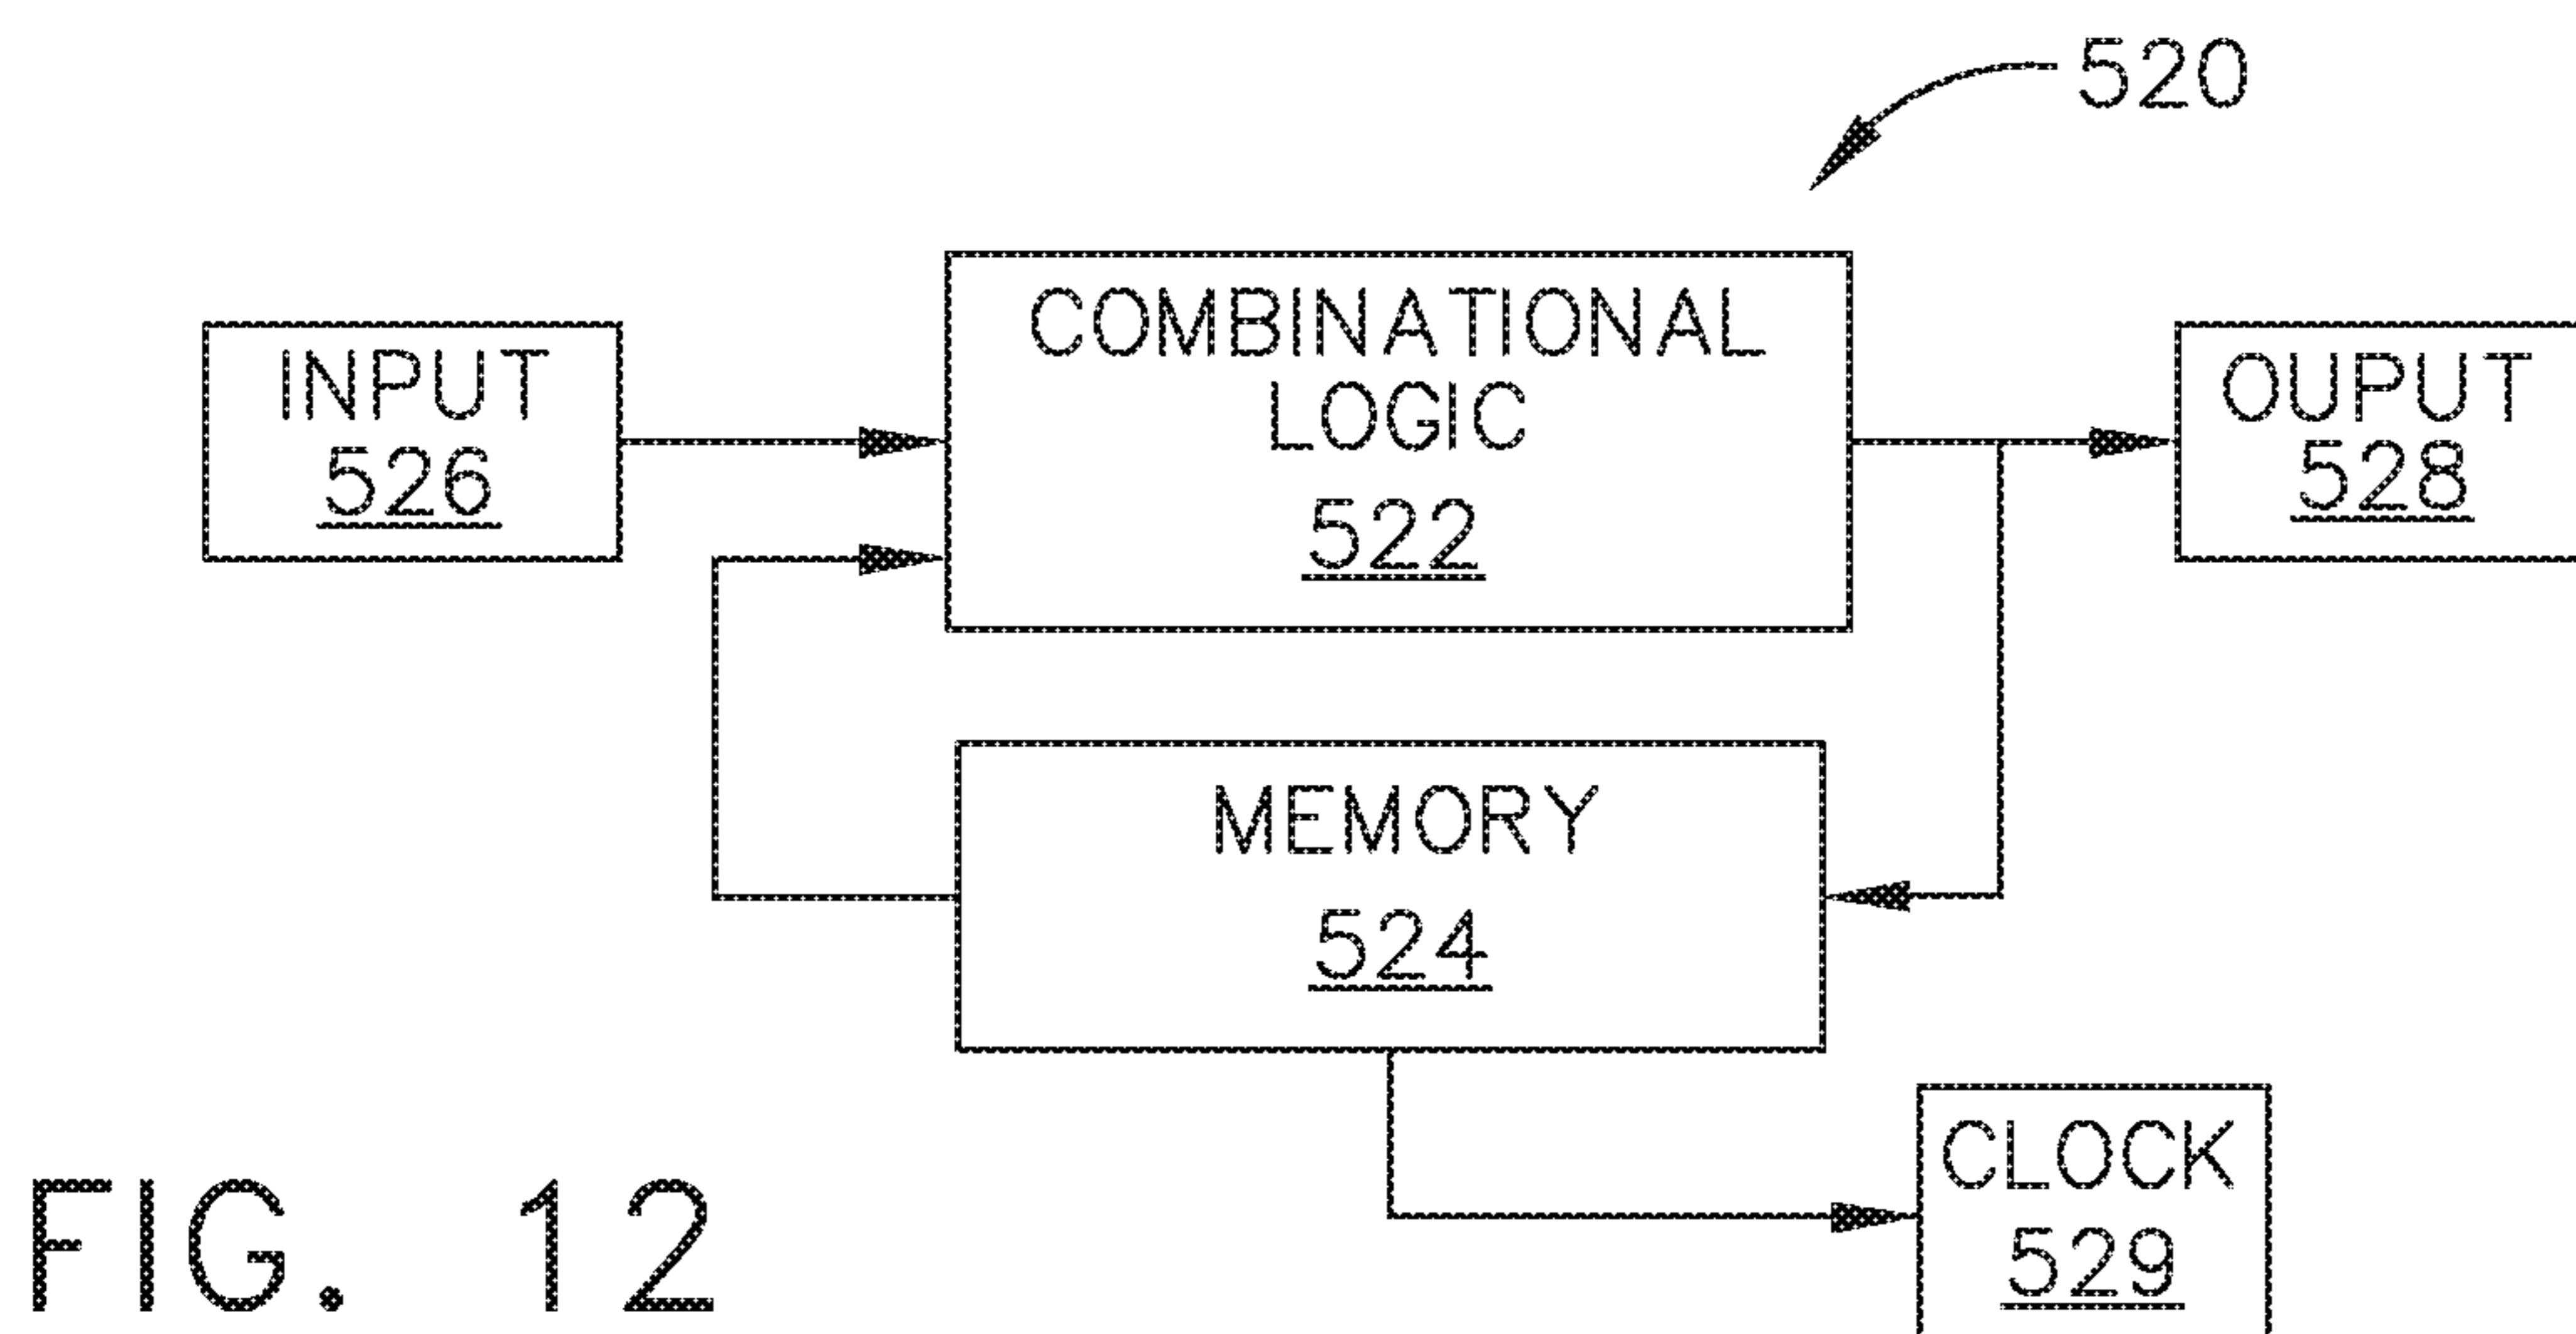 520
COMBINATIONAL
LOGIC
522
INPUT
526
OUPUT
528
MEMORY
524
CLOCK
529
FIG. 12